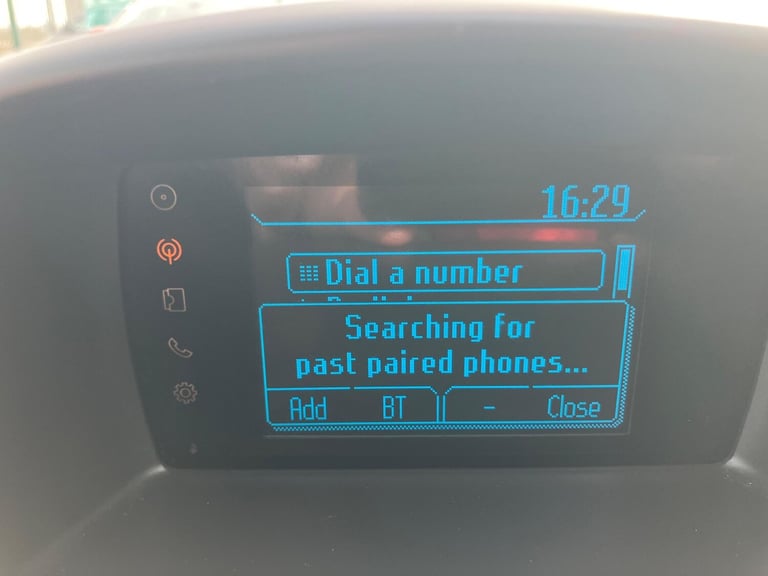 16:29
Dial a number
Searching for
past paired phones...
Add BT - Close